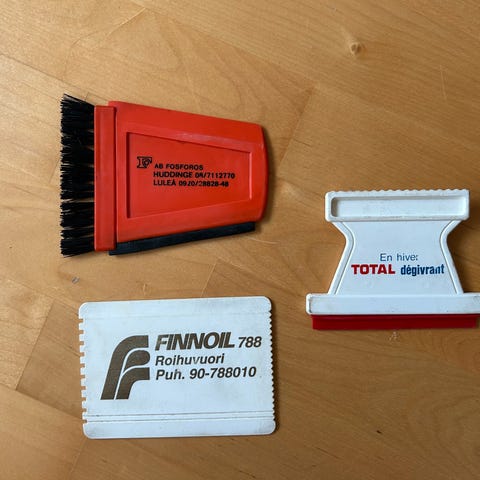 AB FOSFOROS
HUDDINGE 08/7112770
LULEÅ 0920/28828-48
En hiver
TOTAL dégivrant
FINNOIL 788
Roihuvuori
Puh. 90-788010